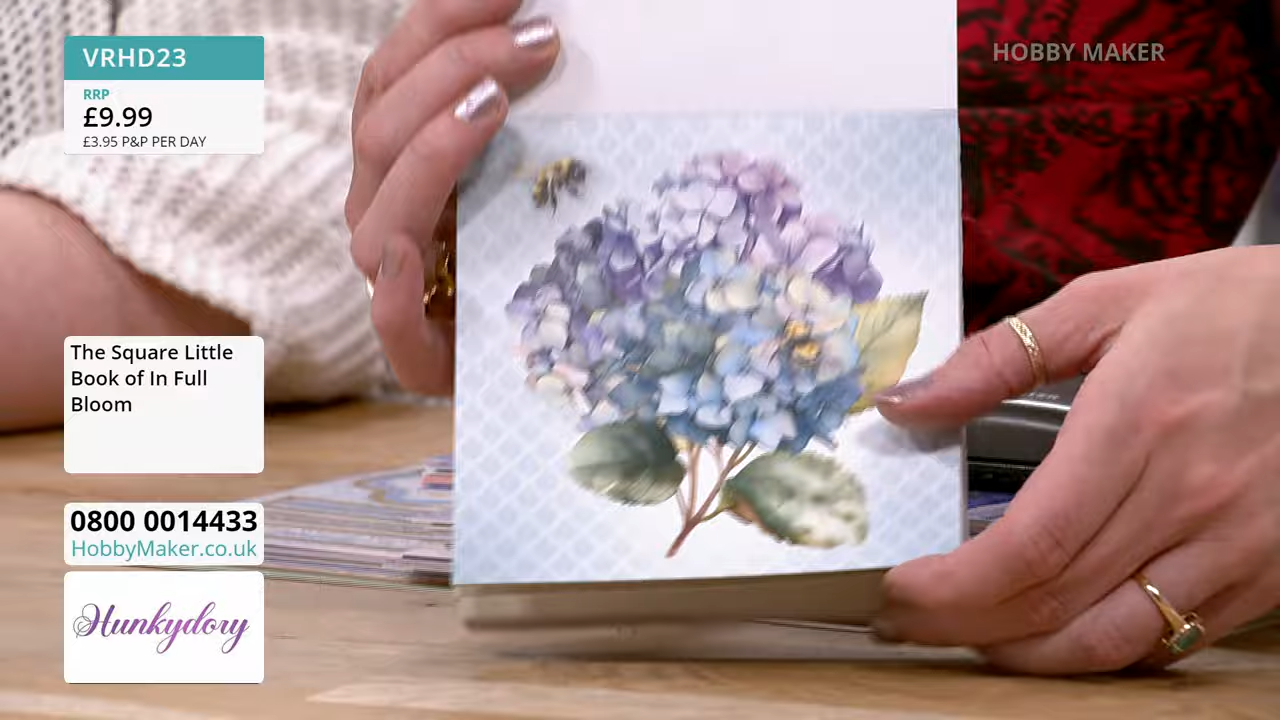 VRHD23
RRP
£9.99
£3.95 P&P PER DAY
HOBBY MAKER
The Square Little
Book of In Full
Bloom
0800 0014433
HobbyMaker.co.uk
Hunkydory